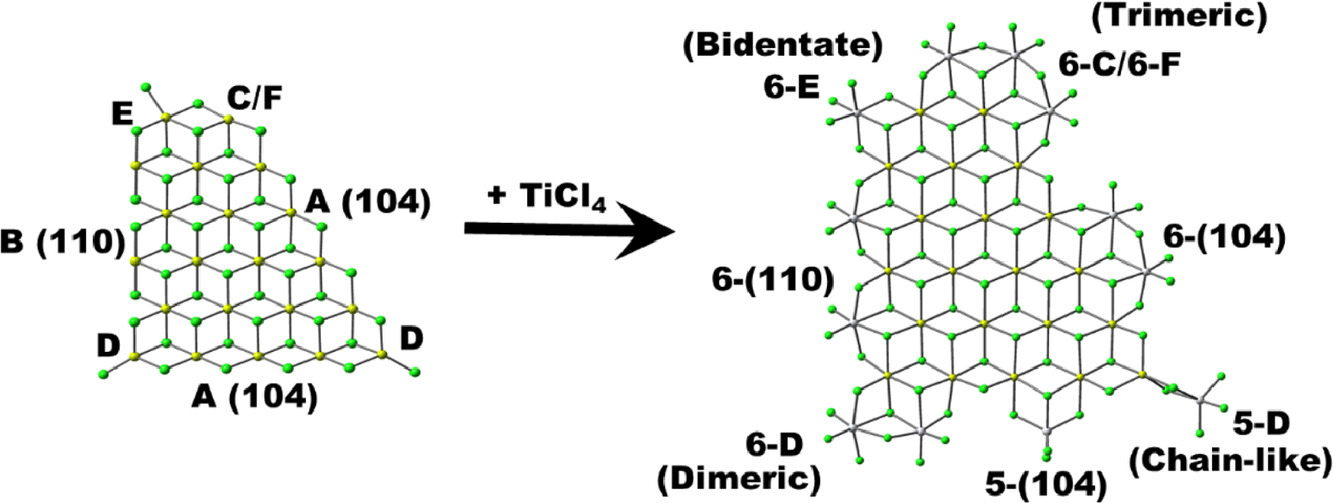 E
C/F
A (104)
B (110)
D
D
A (104)
+ TiCl4
(Trimeric)
(Bidentate)
6-C/6-F
6-E
6-(104)
6-(110)
5-D
6-D
(Chain-like)
(Dimeric)
5-(104)